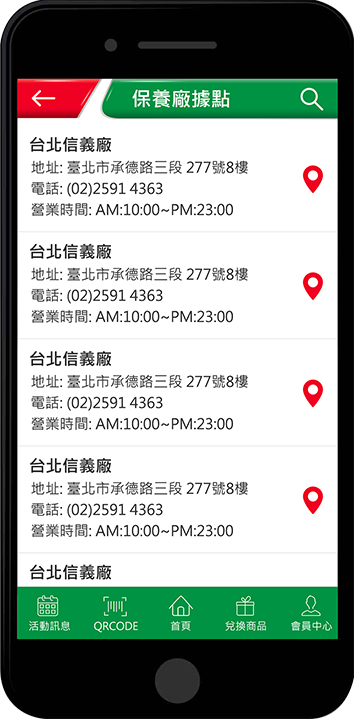 保養廠據點
台北信義廠
地址: 臺北市承德路三段 277號8樓
電話: (02)2591 4363
營業時間: AM:10:00~PM:23:00
台北信義廠
地址: 臺北市承德路三段 277號8樓
電話: (02)2591 4363
營業時間: AM:10:00~PM:23:00
台北信義廠
地址: 臺北市承德路三段 277號8樓
電話: (02)2591 4363
營業時間: AM:10:00~PM:23:00
台北信義廠
地址: 臺北市承德路三段 277號8樓
電話: (02)2591 4363
營業時間: AM:10:00~PM:23:00
台北信義廠
活動訊息 QRCODE 首頁 兌換商品 會員中心